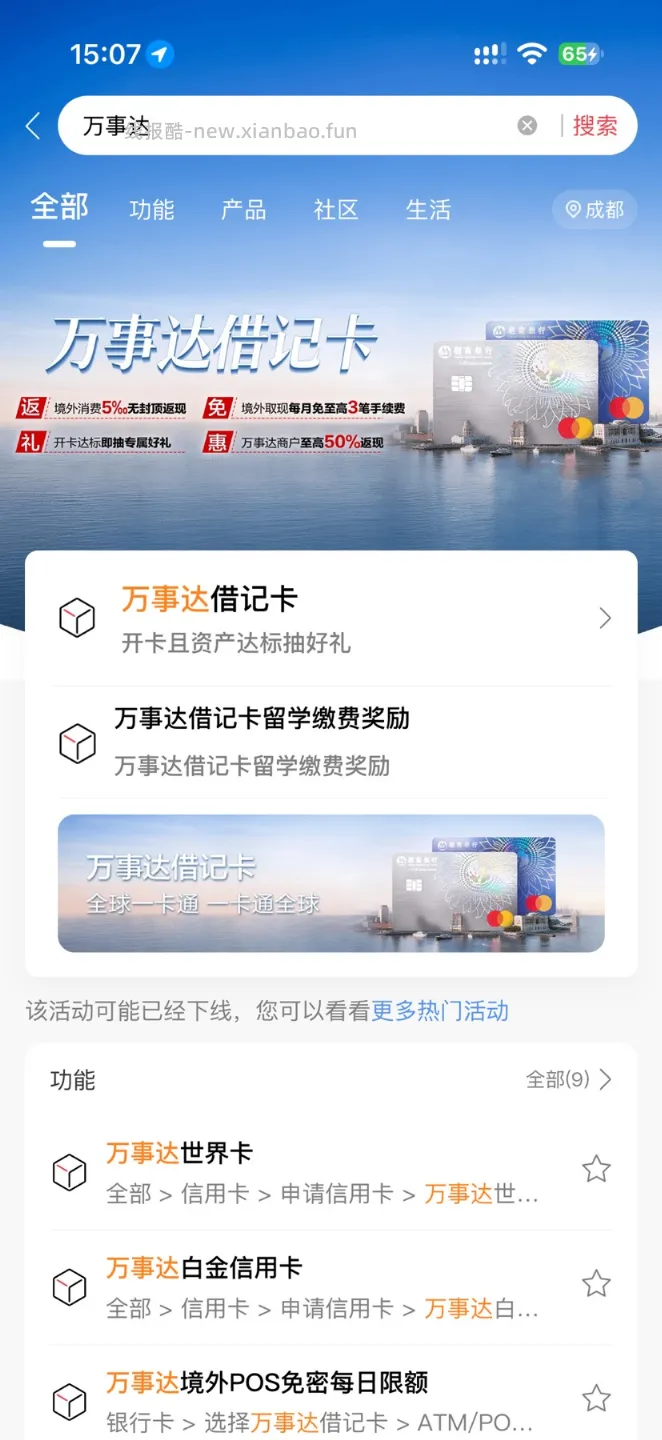 15:07
65
万事达
线报酷-new.xianbao.fun
搜索
全部 功能 产品 社区 生活 成都
万事达借记卡
返 境外消费5‰无封顶返现 免 境外取现每月免至高3笔手续费
礼 开卡达标即抽专属好礼 惠 万事达商户至高50%返现
万事达借记卡
开卡且资产达标抽好礼
万事达借记卡留学缴费奖励
万事达借记卡留学缴费奖励
万事达借记卡
全球一卡通 一卡通全球
该活动可能已经下线，您可以看看更多热门活动
功能 全部(9)
万事达世界卡
全部 > 信用卡 > 申请信用卡 > 万事达世...
万事达白金信用卡
全部 > 信用卡 > 申请信用卡 > 万事达白...
万事达境外POS免密每日限额
银行卡 > 选择万事达借记卡 > ATM/PO...